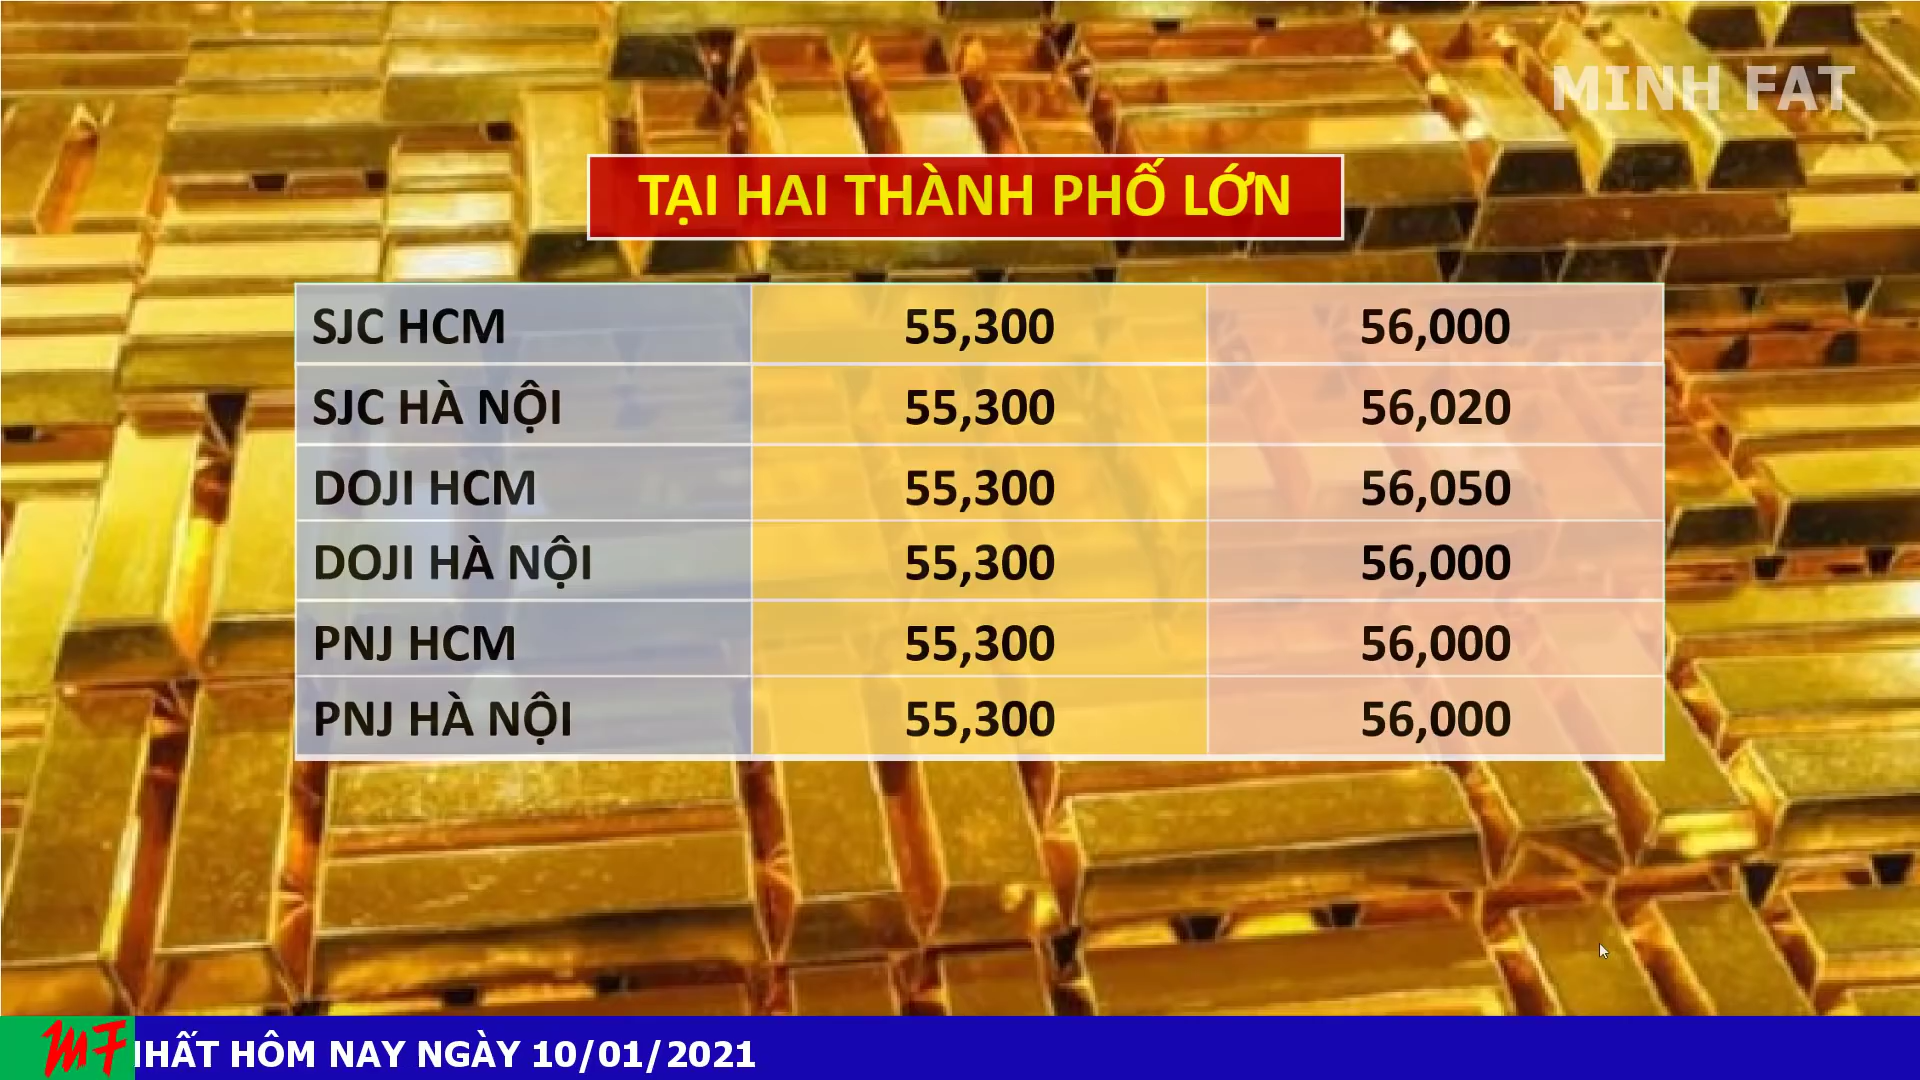 MINH FAT
TẠI HAI THÀNH PHỐ LỚN
SJC HCM 55,300 56,000
SJC HÀ NỘI 55,300 56,020
DOJI HCM 55,300 56,050
DOJI HÀ NỘI 55,300 56,000
PNJ HCM 55,300 56,000
PNJ HÀ NỘI 55,300 56,000
MF NHẤT HÔM NAY NGÀY 10/01/2021